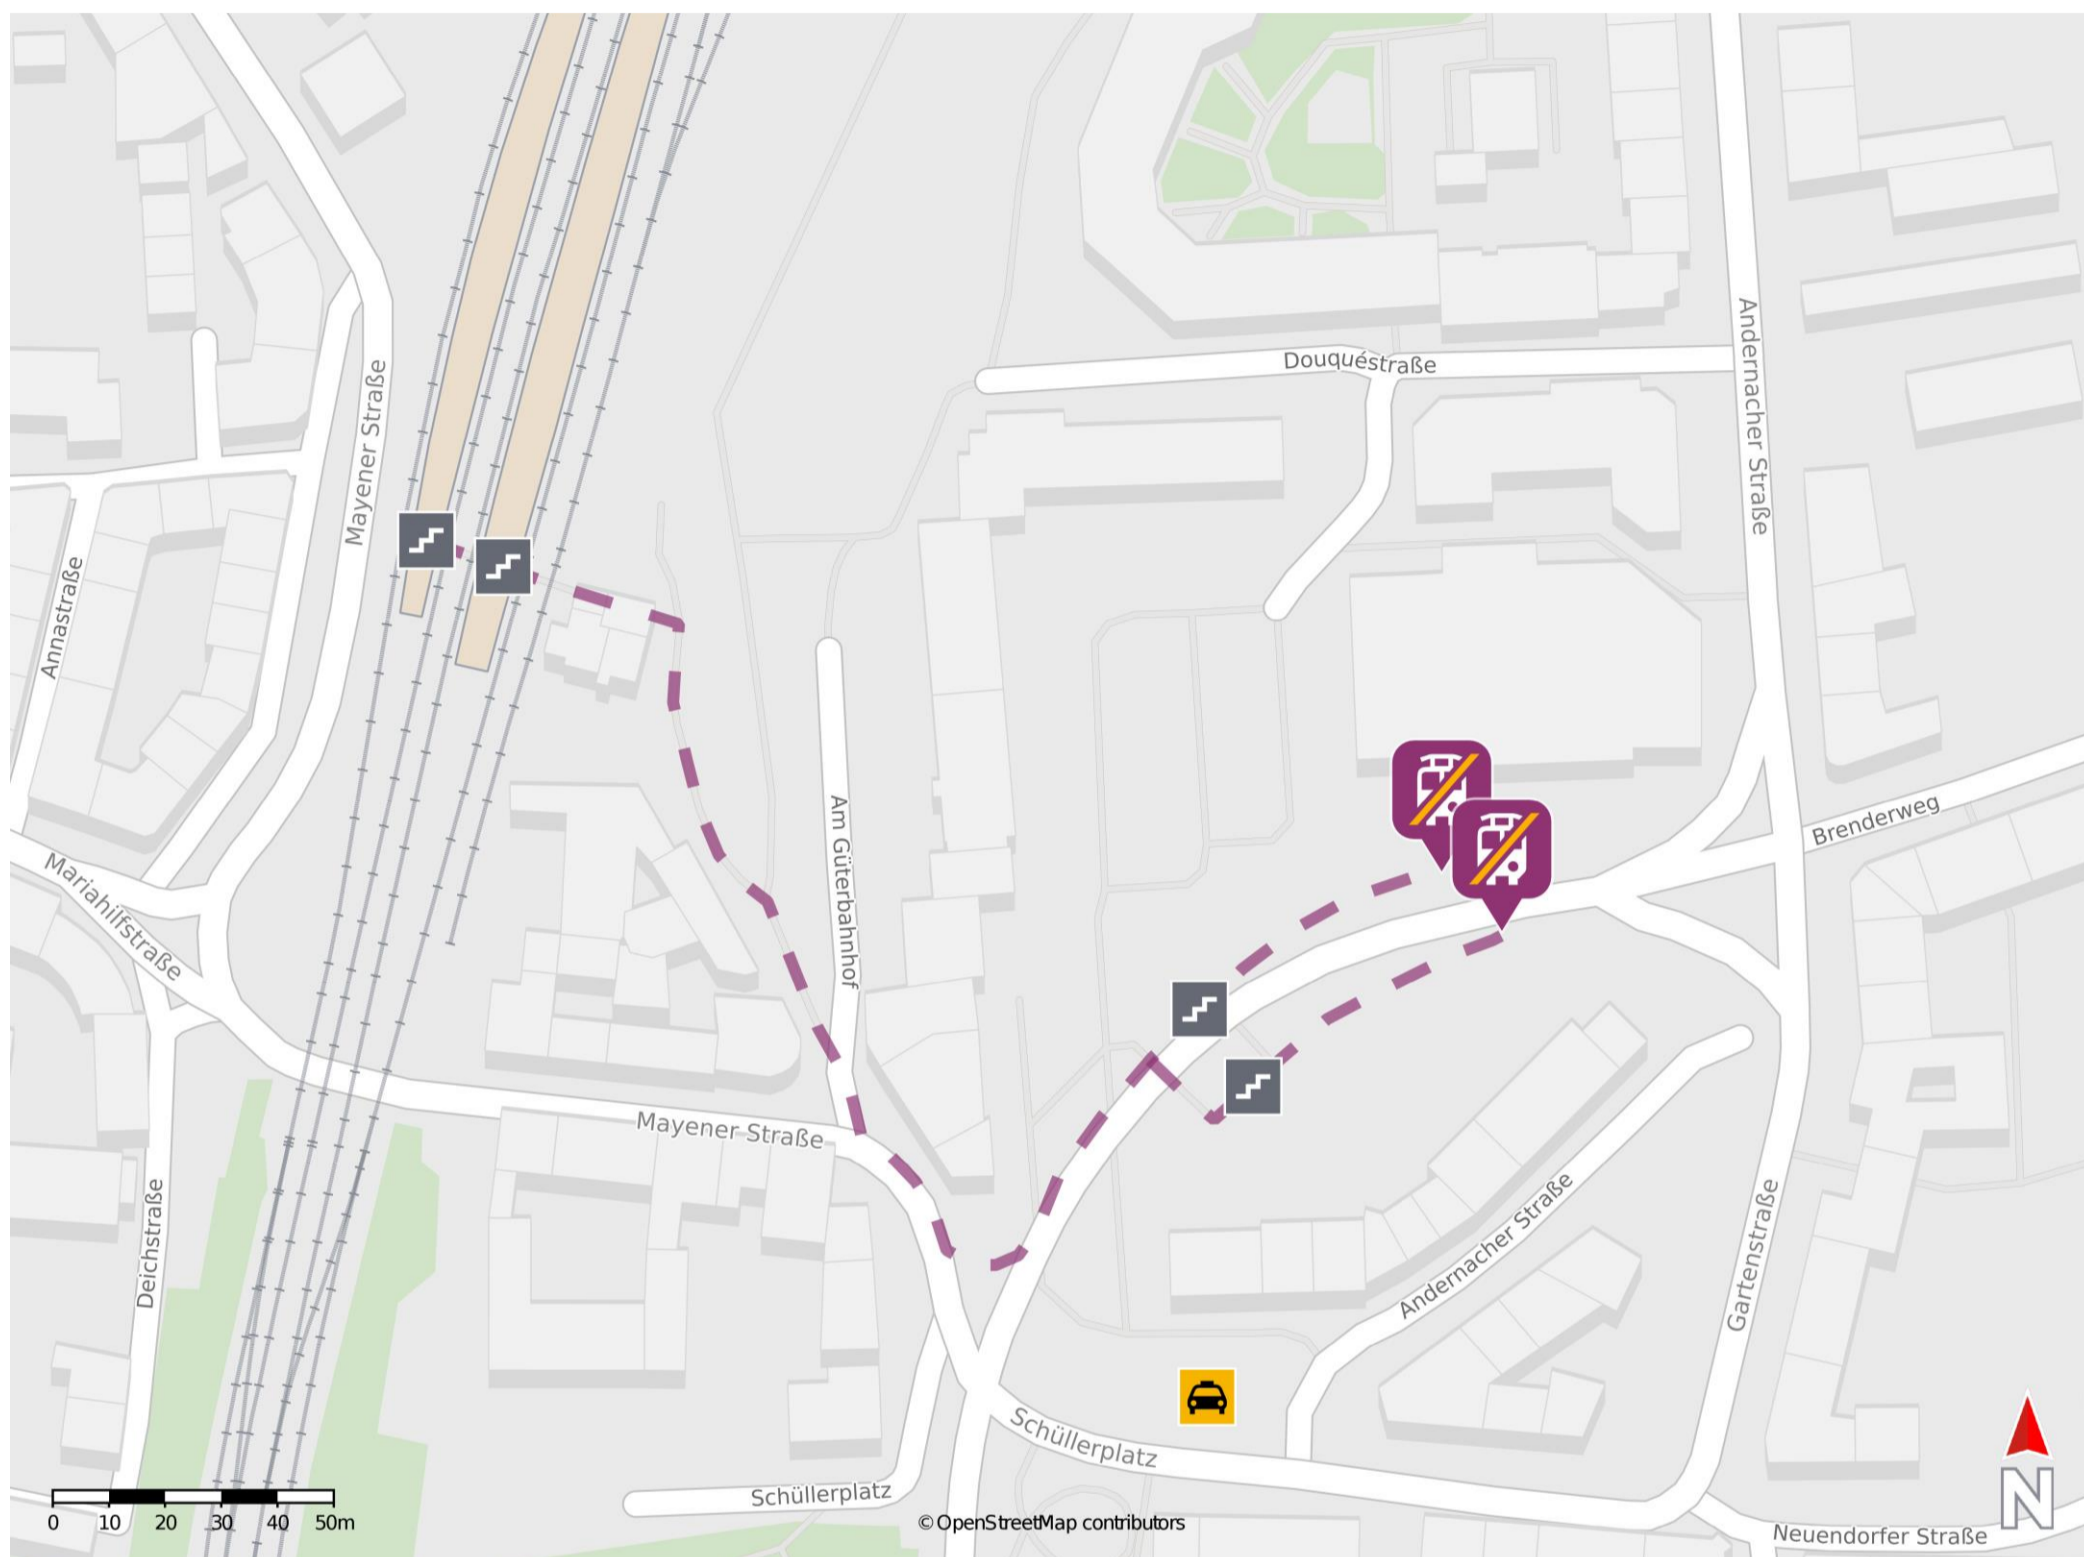 Douquéstraße
Andernacher Straße
Mayener Straße
Annastraße
Am Güterbahnhof
Brenderweg
Mariahilfstraße
Mayener Straße
Deichstraße
Andernacher Straße
Gartenstraße
Schüllerplatz
Schüllerplatz
0 10 20 30 40 50m
© OpenStreetMap contributors
N
Neuendorfer Straße